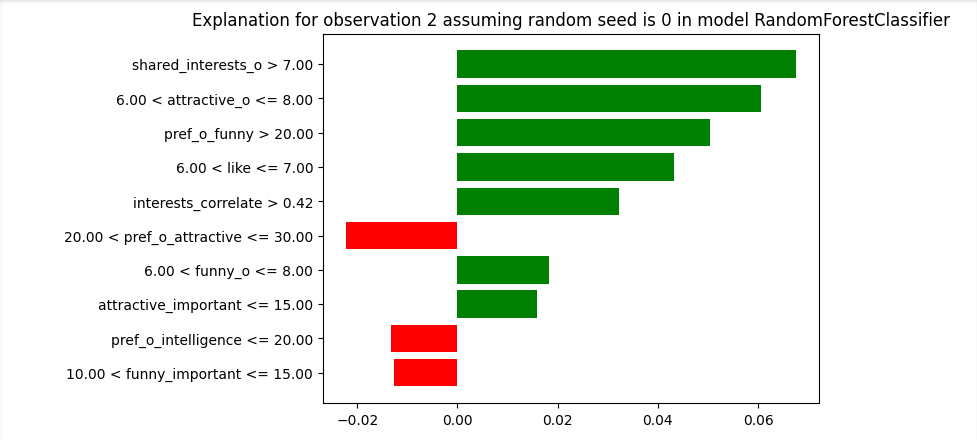 Explanation for observation 2 assuming random seed is 0 in model RandomForestClassifier
shared_interests_o > 7.00
6.00 < attractive_o <= 8.00
pref_o_funny > 20.00
6.00 < like <= 7.00
interests_correlate > 0.42
20.00 < pref_o_attractive <= 30.00
6.00 < funny_o <= 8.00
attractive_important <= 15.00
pref_o_intelligence <= 20.00
10.00 < funny_important <= 15.00
−0.02 0.00 0.02 0.04 0.06